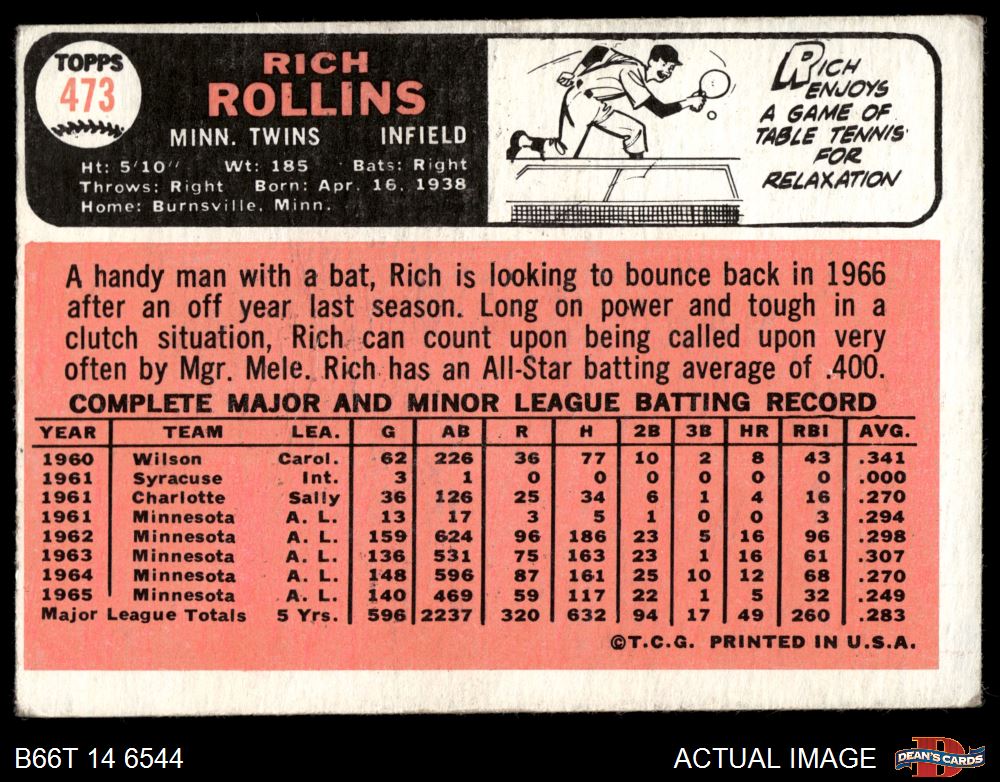 TOPPS
473
RICH
ROLLINS
MINN. TWINS INFIELD
Ht: 5'10" Wt: 185 Bats: Right
Throws: Right Born: Apr. 16, 1938
Home: Burnsville, Minn.
RICH
ENJOYS
A GAME OF
TABLE TENNIS
FOR
RELAXATION
A handy man with a bat, Rich is looking to bounce back in 1966
after an off year last season. Long on power and tough in a
clutch situation, Rich can count upon being called upon very
often by Mgr. Mele. Rich has an All-Star batting average of .400.
COMPLETE MAJOR AND MINOR LEAGUE BATTING RECORD
YEAR TEAM LEA. G AB R H 2B 3B HR RBI AVG.
1960 Wilson Carol. 62 226 36 77 10 2 8 43 .341
1961 Syracuse Int. 3 1 0 0 0 0 0 0 .000
1961 Charlotte Sally 36 126 25 34 6 1 4 16 .270
1961 Minnesota A. L. 13 17 3 5 1 0 0 3 .294
1962 Minnesota A. L. 159 624 96 186 23 5 16 96 .298
1963 Minnesota A. L. 136 531 75 163 23 1 16 61 .307
1964 Minnesota A. L. 148 596 87 161 25 10 12 68 .270
1965 Minnesota A. L. 140 469 59 117 22 1 5 32 .249
Major League Totals 5 Yrs. 596 2237 320 632 94 17 49 260 .283
©T.C.G. PRINTED IN U.S.A.
B66T 14 6544
ACTUAL IMAGE
D
DEAN'S CARDS